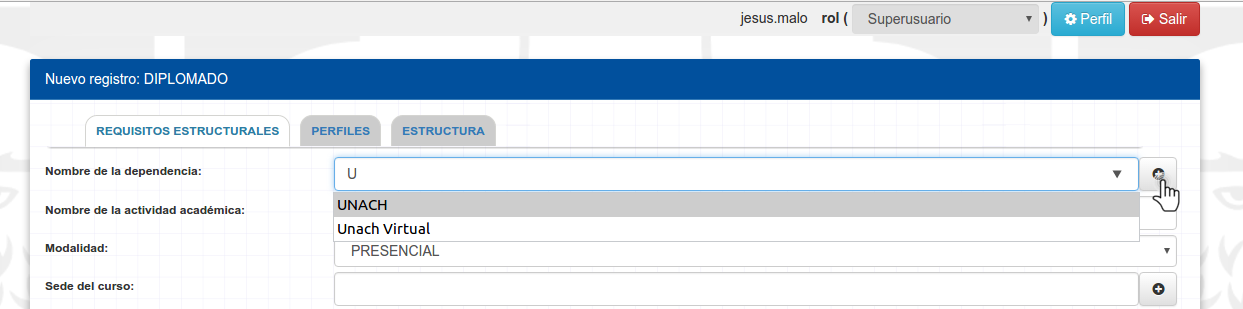 jesus.malo rol ( Superusuario ) Perfil Salir
Nuevo registro: DIPLOMADO
REQUISITOS ESTRUCTURALES PERFILES ESTRUCTURA
Nombre de la dependencia: U
UNACH
Nombre de la actividad académica:
Unach Virtual
Modalidad: PRESENCIAL
Sede del curso: